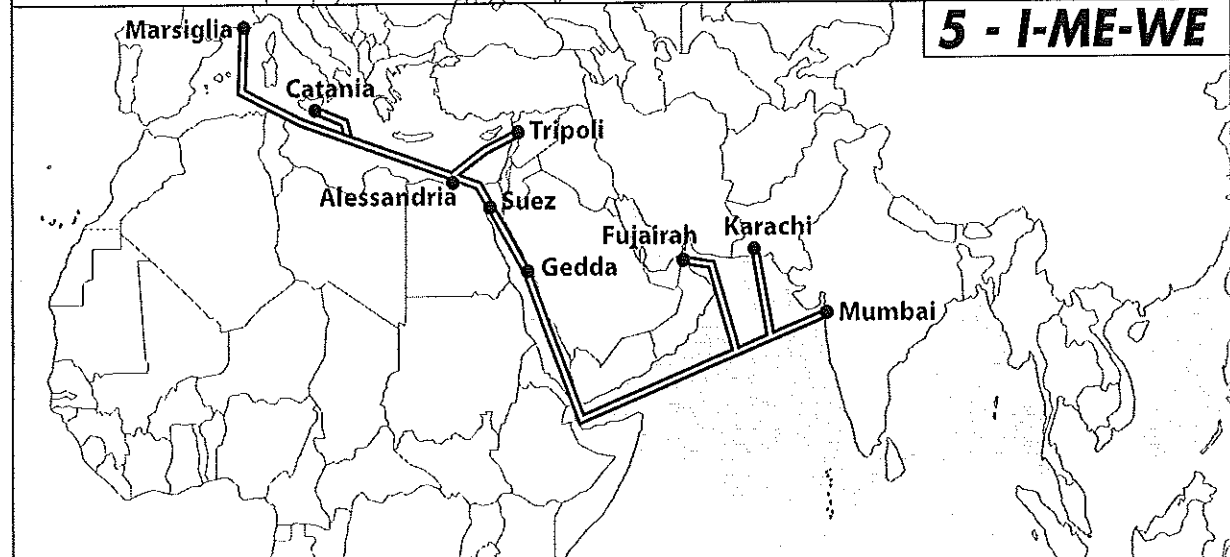 5 - I-ME-WE
Marsiglia
Catania
Tripoli
Alessandria
Suez
Fujairah
Karachi
Gedda
Mumbai